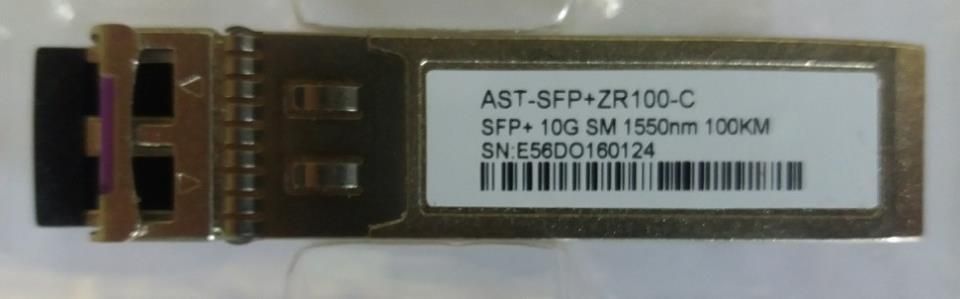 AST-SFP+ZR100-C
SFP+ 10G SM 1550nm 100KM
SN:E56DO160124